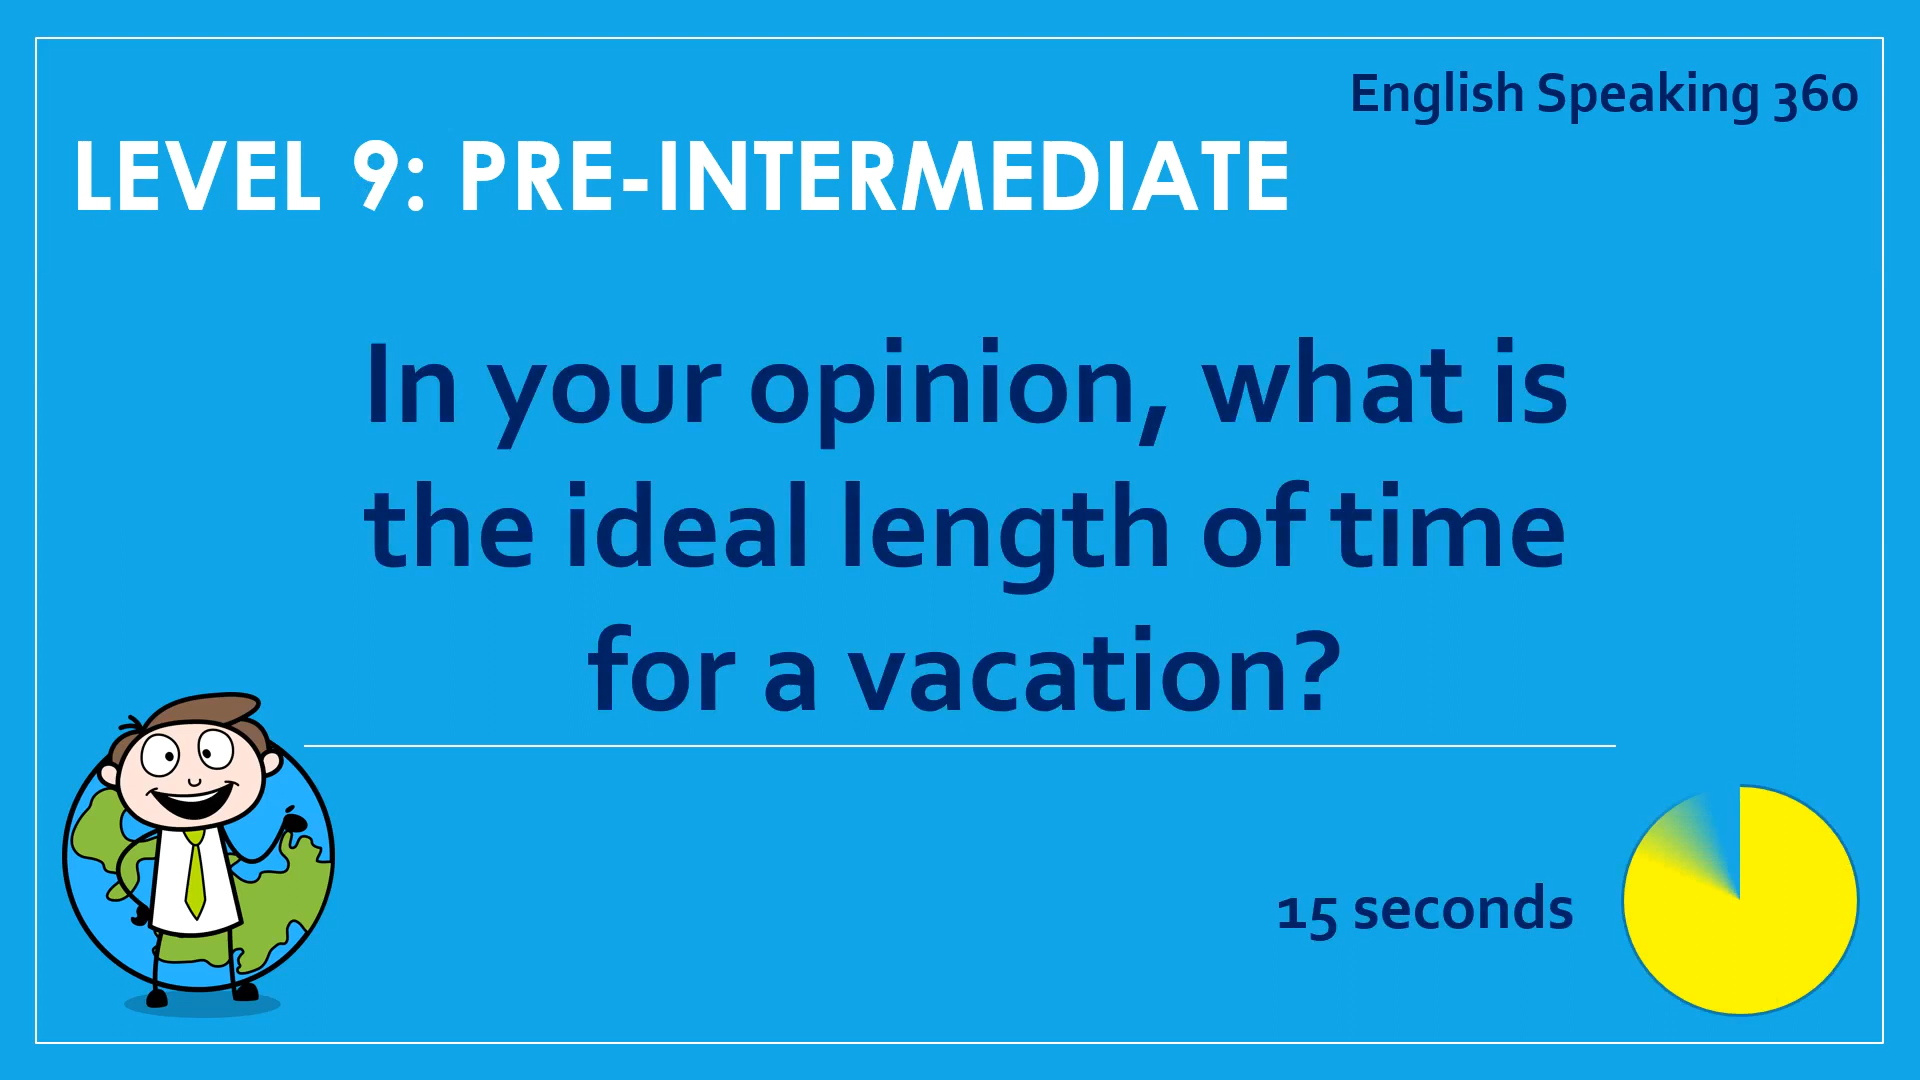 English Speaking 360
LEVEL 9: PRE-INTERMEDIATE
In your opinion, what is
the ideal length of time
for a vacation?
15 seconds